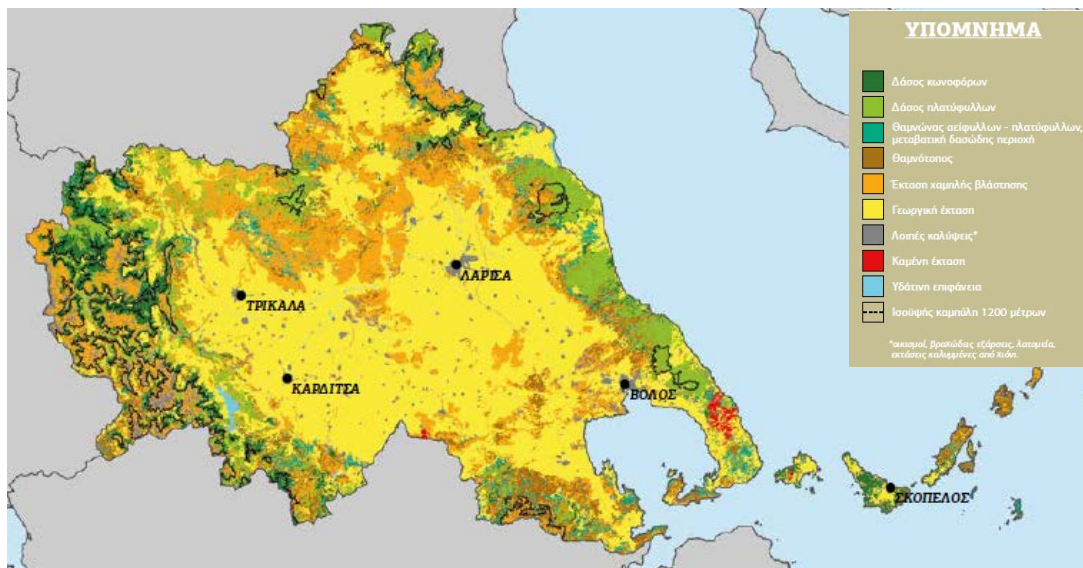 ΥΠΟΜΝΗΜΑ
Δάσος κωνοφόρων
Δάσος πλατύφυλλων
Θαμνώνας αείφυλλων - πλατύφυλλων,
μεταβατική δασώδης περιοχή
Θαμνότοπος
Έκταση χαμηλής βλάστησης
Γεωργική έκταση
Λοιπές καλύψεις*
Καμένη έκταση
Υδάτινη επιφάνεια
Ισοϋψής καμπύλη 1200 μέτρων
*οικισμοί, βραχώδεις εξάρσεις, λατομεία,
εκτάσεις καλυμμένες από χιόνι.
ΛΑΡΙΣΑ
ΤΡΙΚΑΛΑ
ΚΑΡΔΙΤΣΑ
ΒΟΛΟΣ
ΣΚΟΠΕΛΟΣ